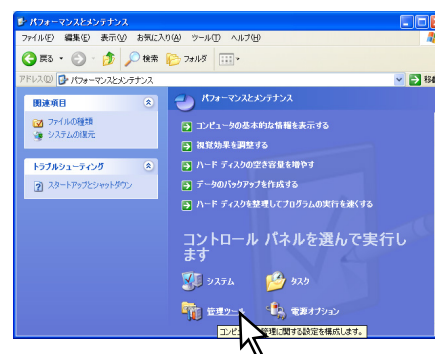 パフォーマンスとメンテナンス
ファイル(F) 編集(E) 表示(V) お気に入り(A) ツール(T) ヘルプ(H)
戻る 検索 フォルダ
アドレス(D) パフォーマンスとメンテナンス 移動
関連項目
ファイルの種類
システムの復元
トラブルシューティング
スタートアップとシャットダウン
パフォーマンスとメンテナンス
コンピュータの基本的な情報を表示する
視覚効果を調整する
ハード ディスクの空き容量を増やす
データのバックアップを作成する
ハード ディスクを整理してプログラムの実行を速くする
コントロール パネルを選んで実行し
ます
システム タスク
管理ツール 電源オプション
コンピ 管理に関する設定を構成します。